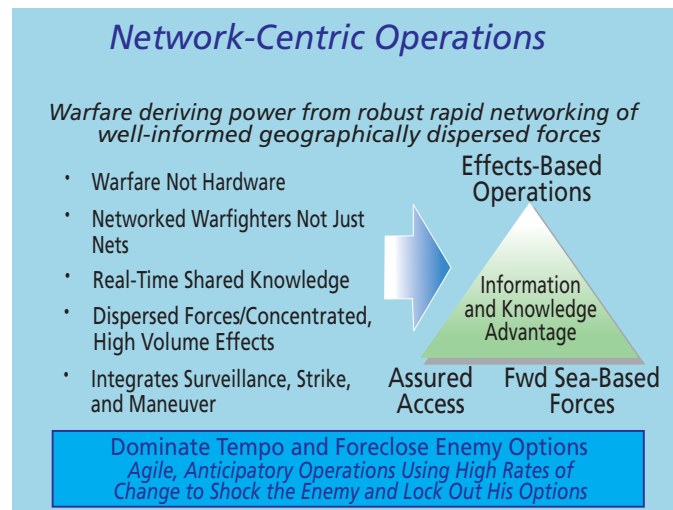 Network-Centric Operations
Warfare deriving power from robust rapid networking of
well-informed geographically dispersed forces
• Warfare Not Hardware
• Networked Warfighters Not Just
Nets
• Real-Time Shared Knowledge
• Dispersed Forces/Concentrated,
High Volume Effects
• Integrates Surveillance, Strike,
and Maneuver
Effects-Based
Operations
Information
and Knowledge
Advantage
Assured
Access
Fwd Sea-Based
Forces
Dominate Tempo and Foreclose Enemy Options
Agile, Anticipatory Operations Using High Rates of
Change to Shock the Enemy and Lock Out His Options